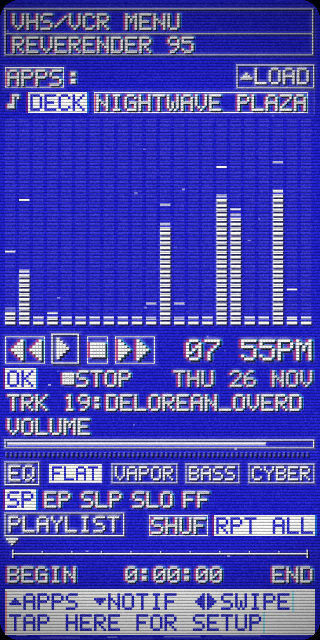 VHS/VCR MENU
REVERENDER 95
APPS: LOAD
DECK NIGHTWAVE PLAZA
07 55PM
OK STOP THU 26 NOV
TRK 19:DELOREAN_OVERD
VOLUME
EQ FLAT VAPOR BASS CYBER
SP EP SLP SLO FF
PLAYLIST SHUF RPT ALL
BEGIN 0:00:00 END
APPS NOTIF SWIPE
TAP HERE FOR SETUP